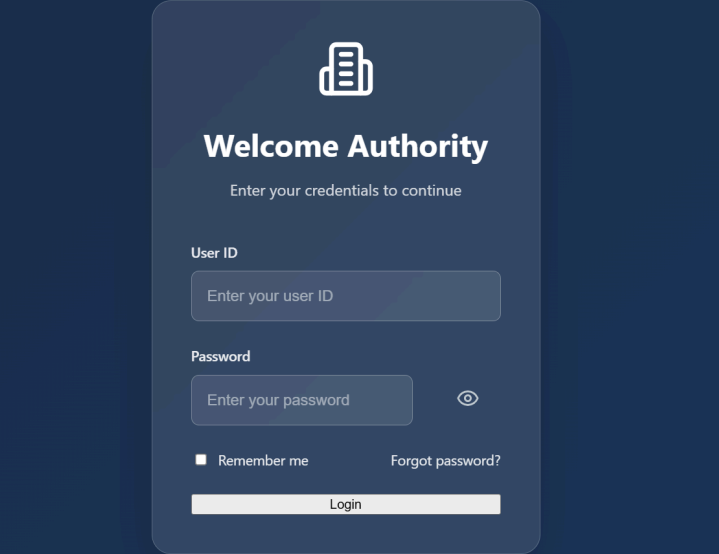 Welcome Authority
Enter your credentials to continue
User ID
Enter your user ID
Password
Enter your password
Remember me
Forgot password?
Login